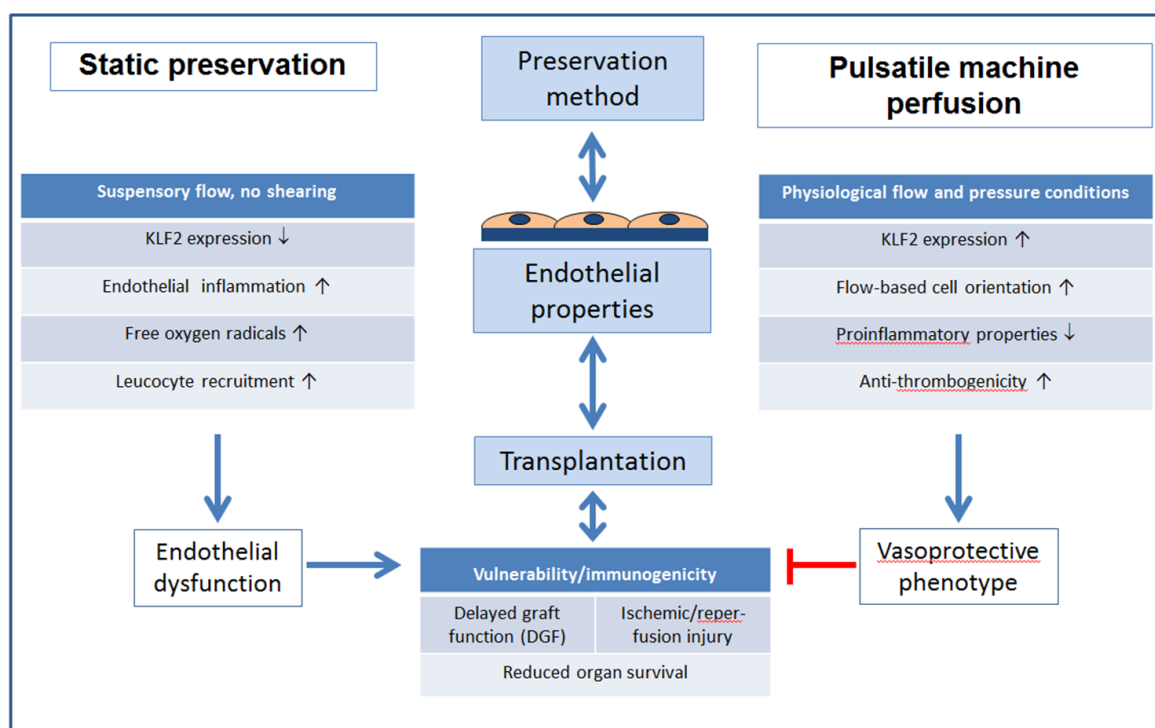 Static preservation
Suspensory flow, no shearing
KLF2 expression ↓
Endothelial inflammation ↑
Free oxygen radicals ↑
Leucocyte recruitment ↑
Endothelial
dysfunction
Preservation
method
Endothelial
properties
Transplantation
Vulnerability/immunogenicity
Delayed graft
function (DGF)
Ischemic/reper-
fusion injury
Reduced organ survival
Pulsatile machine
perfusion
Physiological flow and pressure conditions
KLF2 expression ↑
Flow-based cell orientation ↑
Proinflammatory properties ↓
Anti-thrombogenicity ↑
Vasoprotective
phenotype